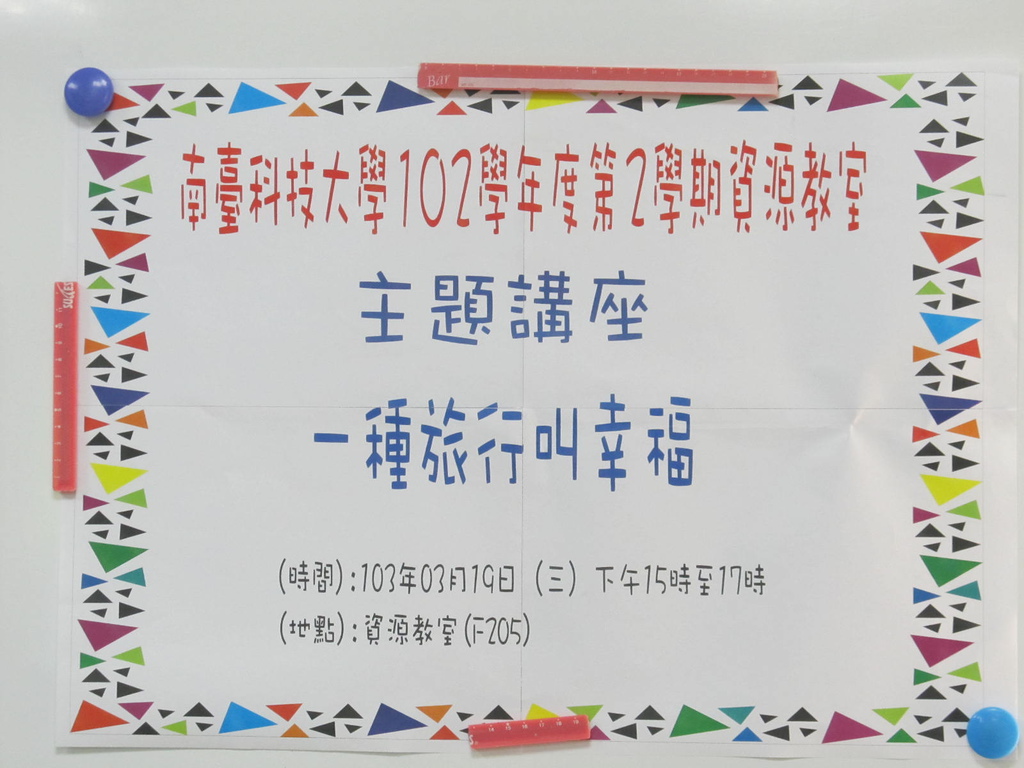 南臺科技大學102學年度第2學期資源教室
主題講座
一種旅行叫幸福
(時間):103年03月19日 (三) 下午15時至17時
(地點):資源教室(F205)